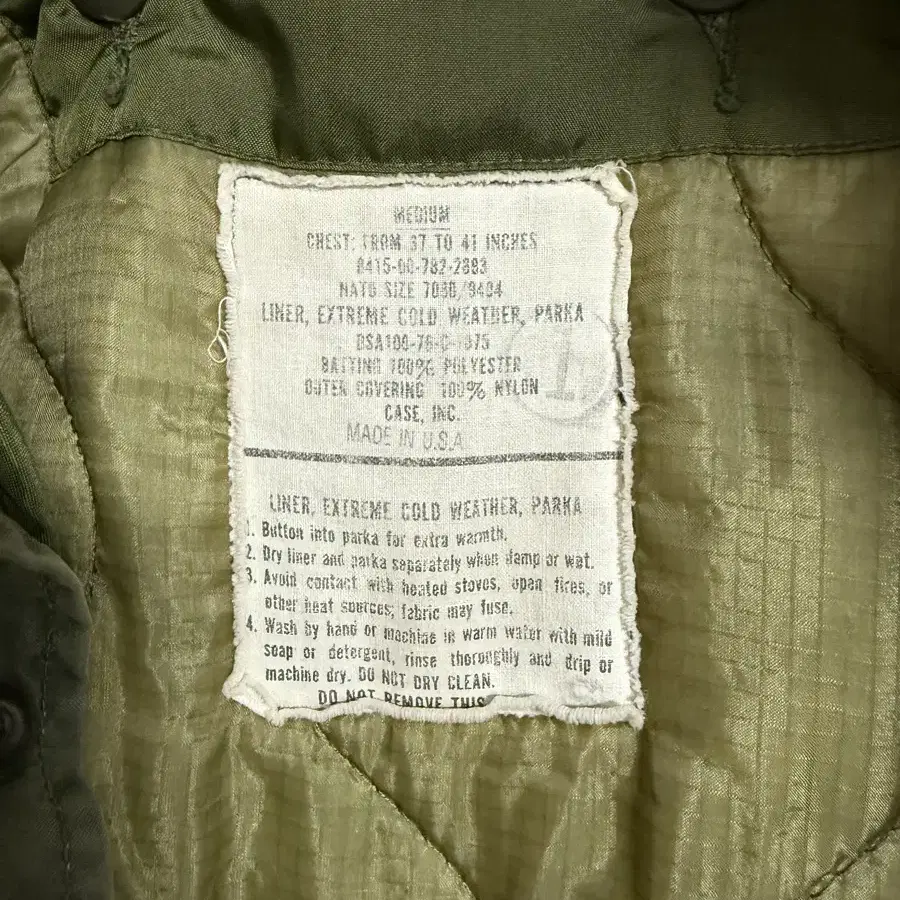 MEDIUM
CHEST: FROM 37 TO 41 INCHES
8415-00-782-2883
NATO SIZE 7080/9404
LINER, EXTREME COLD WEATHER, PARKA
BATTING 100% POLYESTER
OUTER COVERING 100% NYLON
CASE, INC.
MADE IN U.S.A
LINER, EXTREME COLD WEATHER, PARKA
1. Button into parka for extra warmth.
2. Dry liner and parka separately when damp or wet.
3. Avoid contact with heated stoves, open fires, or
other heat sources; fabric may fuse.
4. Wash by hand or machine in warm water with mild
soap or detergent, rinse thoroughly and drip or
machine dry. DO NOT DRY CLEAN.
DO NOT REMOVE THIS